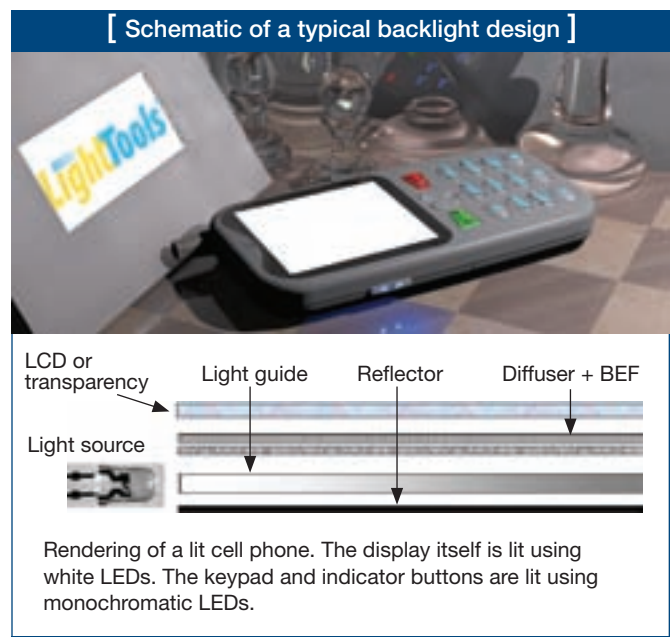 [ Schematic of a typical backlight design ]
LightTools
LCD or
transparency
Light guide
Reflector
Diffuser + BEF
Light source
Rendering of a lit cell phone. The display itself is lit using
white LEDs. The keypad and indicator buttons are lit using
monochromatic LEDs.